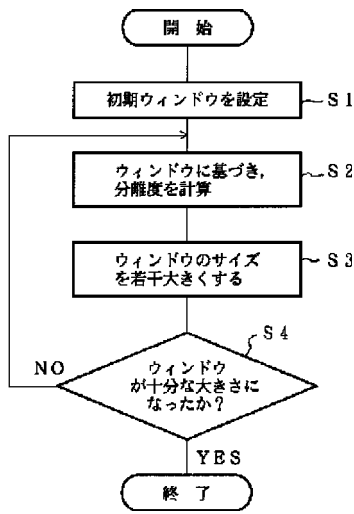 開 始
初期ウィンドウを設定
S1
ウィンドウに基づき,
分離度を計算
S2
ウィンドウのサイズ
を若干大きくする
S3
S4
ウィンドウ
が十分な大きさに
なったか?
NO
YES
終 了